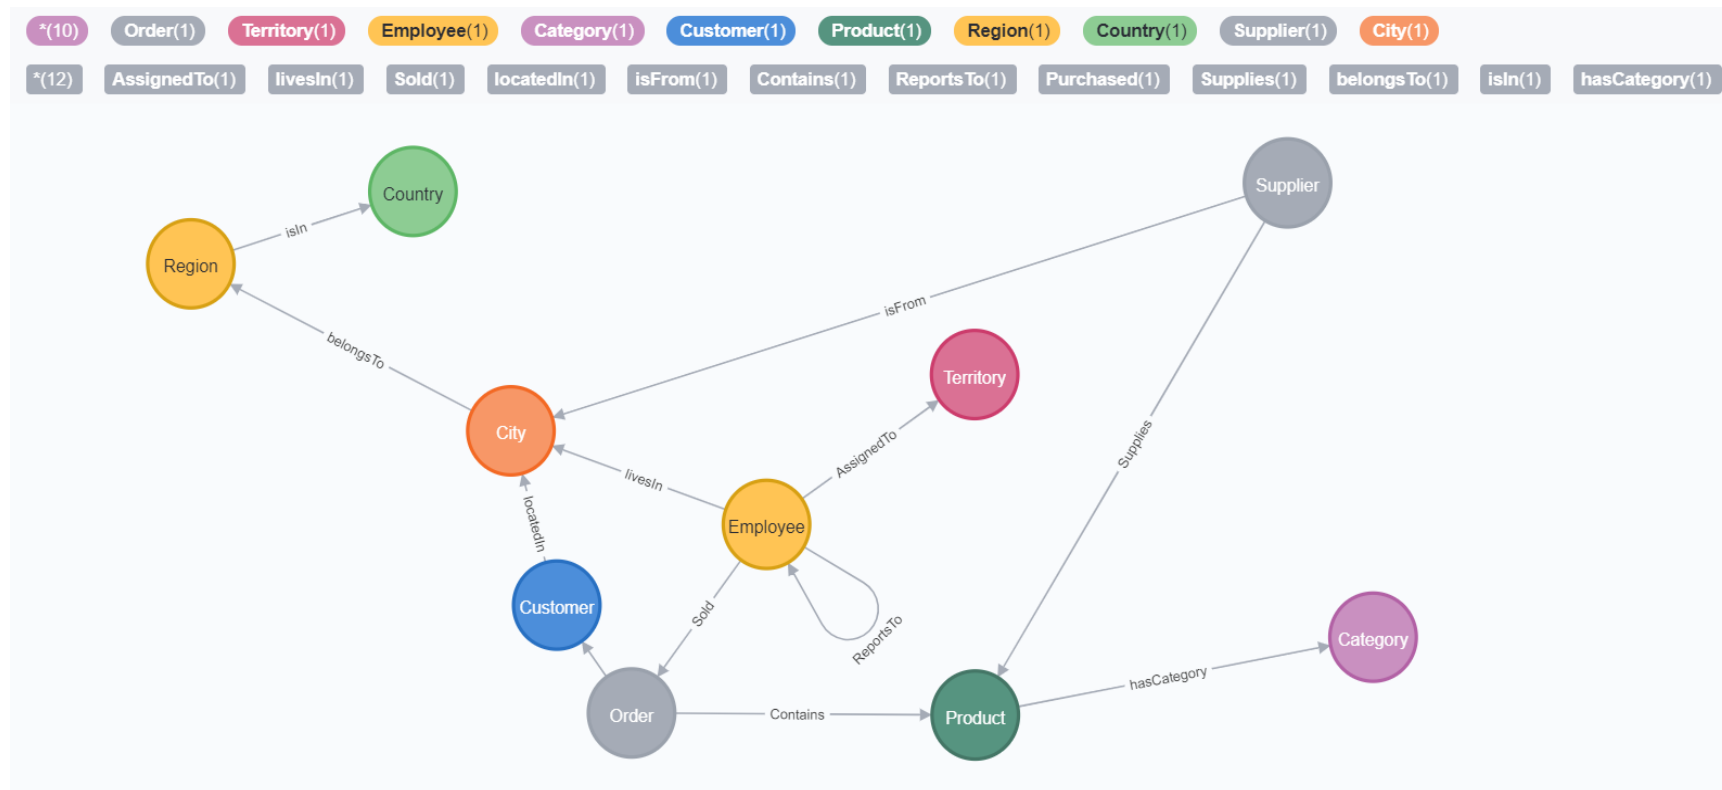 *(10) Order(1) Territory(1) Employee(1) Category(1) Customer(1) Product(1) Region(1) Country(1) Supplier(1) City(1)
*(12) AssignedTo(1) livesIn(1) Sold(1) locatedIn(1) isFrom(1) Contains(1) ReportsTo(1) Purchased(1) Supplies(1) belongsTo(1) isIn(1) hasCategory(1)
Country
Supplier
isIn
Region
isFrom
belongsTo
Territory
City
AssignedTo
Supplies
livesIn
locatedIn
Employee
Customer
Sold
ReportsTo
Category
hasCategory
Order
Contains
Product